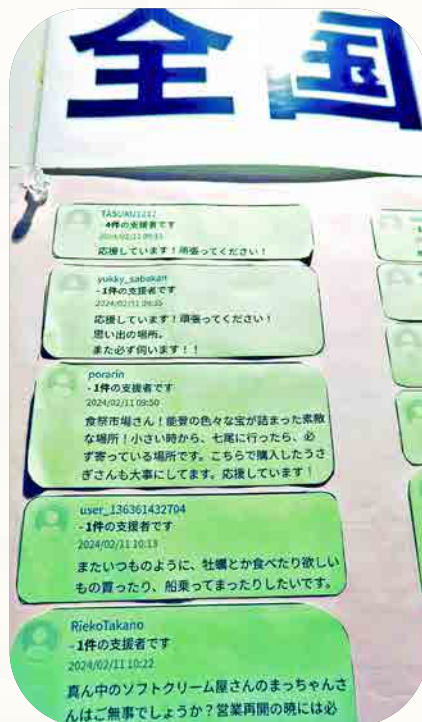 全国
TASUKU1212
・4件の支援者です
2024/02/11 09:33
応援しています！頑張ってください！
yukky_sabakan
・1件の支援者です
2024/02/11 09:35
応援しています！頑張ってください！
思い出の場所。
また必ず伺います！！
porarin
・1件の支援者です
2024/02/11 09:50
食祭市場さん！能登の色々な宝が詰まった素敵
な場所！小さい時から、七尾に行ったら、必
ず寄っている場所です。こちらで購入したうさ
ぎさんも大事にしてます。応援しています！
user_136361432704
・1件の支援者です
2024/02/11 10:13
またいつものように、牡蠣とか食べたり欲しい
もの買ったり、船乗ってまったりしたいです。
RiekoTakano
・1件の支援者です
2024/02/11 10:22
真ん中のソフトクリーム屋さんのまっちゃんさ
んはご無事でしょうか？営業再開の暁には必